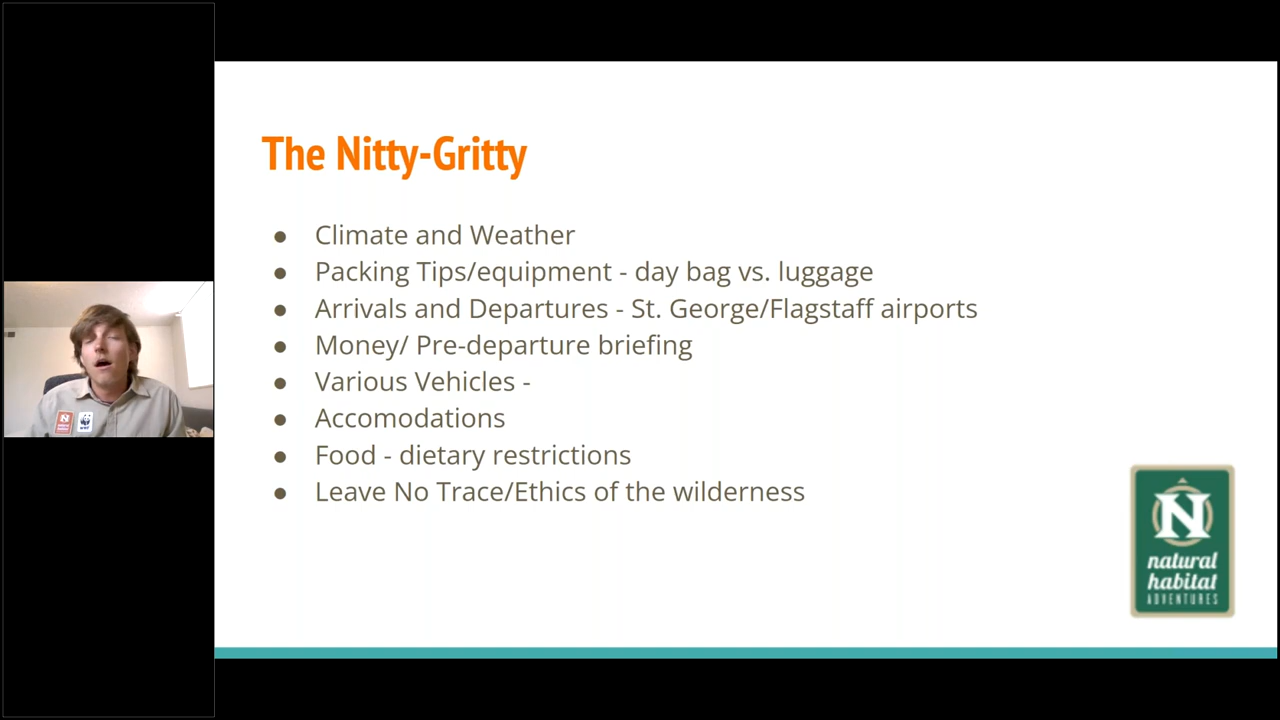 The Nitty-Gritty
● Climate and Weather
● Packing Tips/equipment - day bag vs. luggage
● Arrivals and Departures - St. George/Flagstaff airports
● Money/ Pre-departure briefing
● Various Vehicles -
● Accomodations
● Food - dietary restrictions
● Leave No Trace/Ethics of the wilderness
N
natural
habitat
ADVENTURES